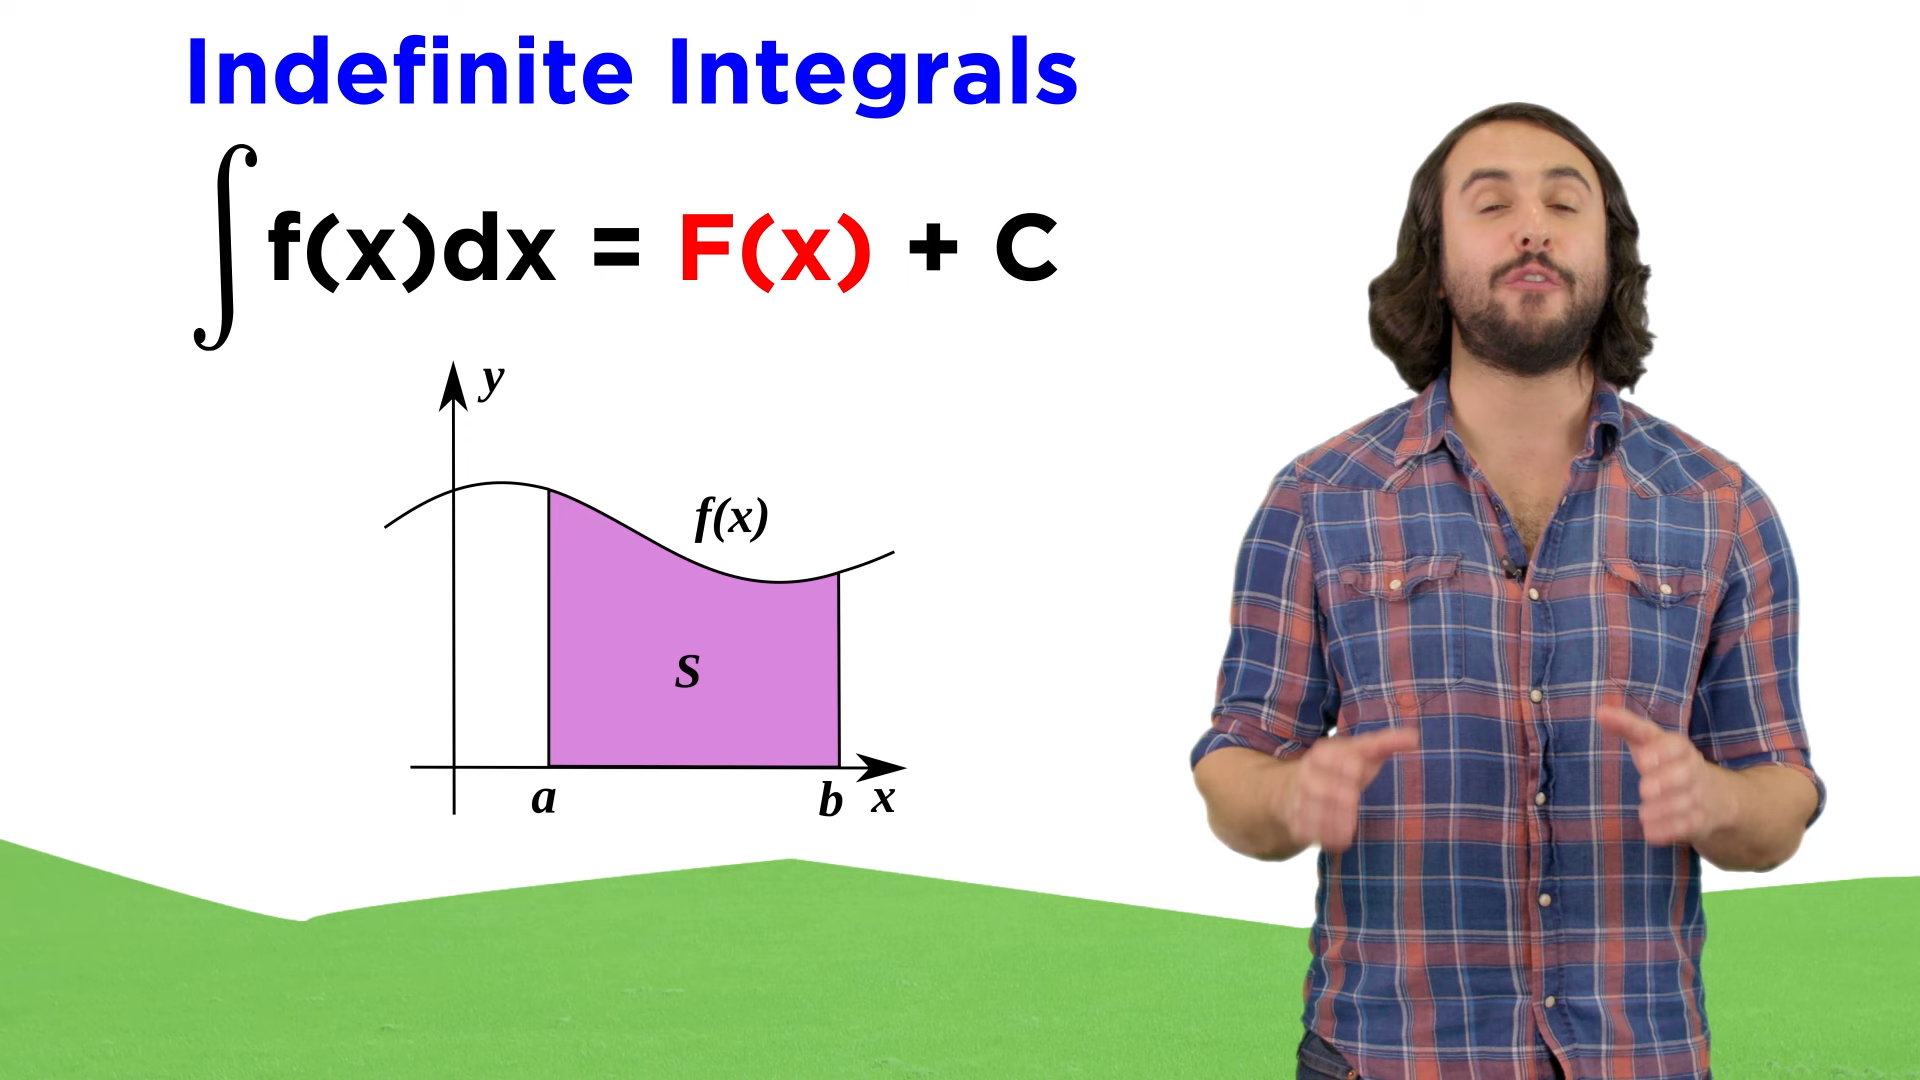 Indefinite Integrals
∫ f(x)dx = F(x) + C
y
f(x)
S
a
b
x